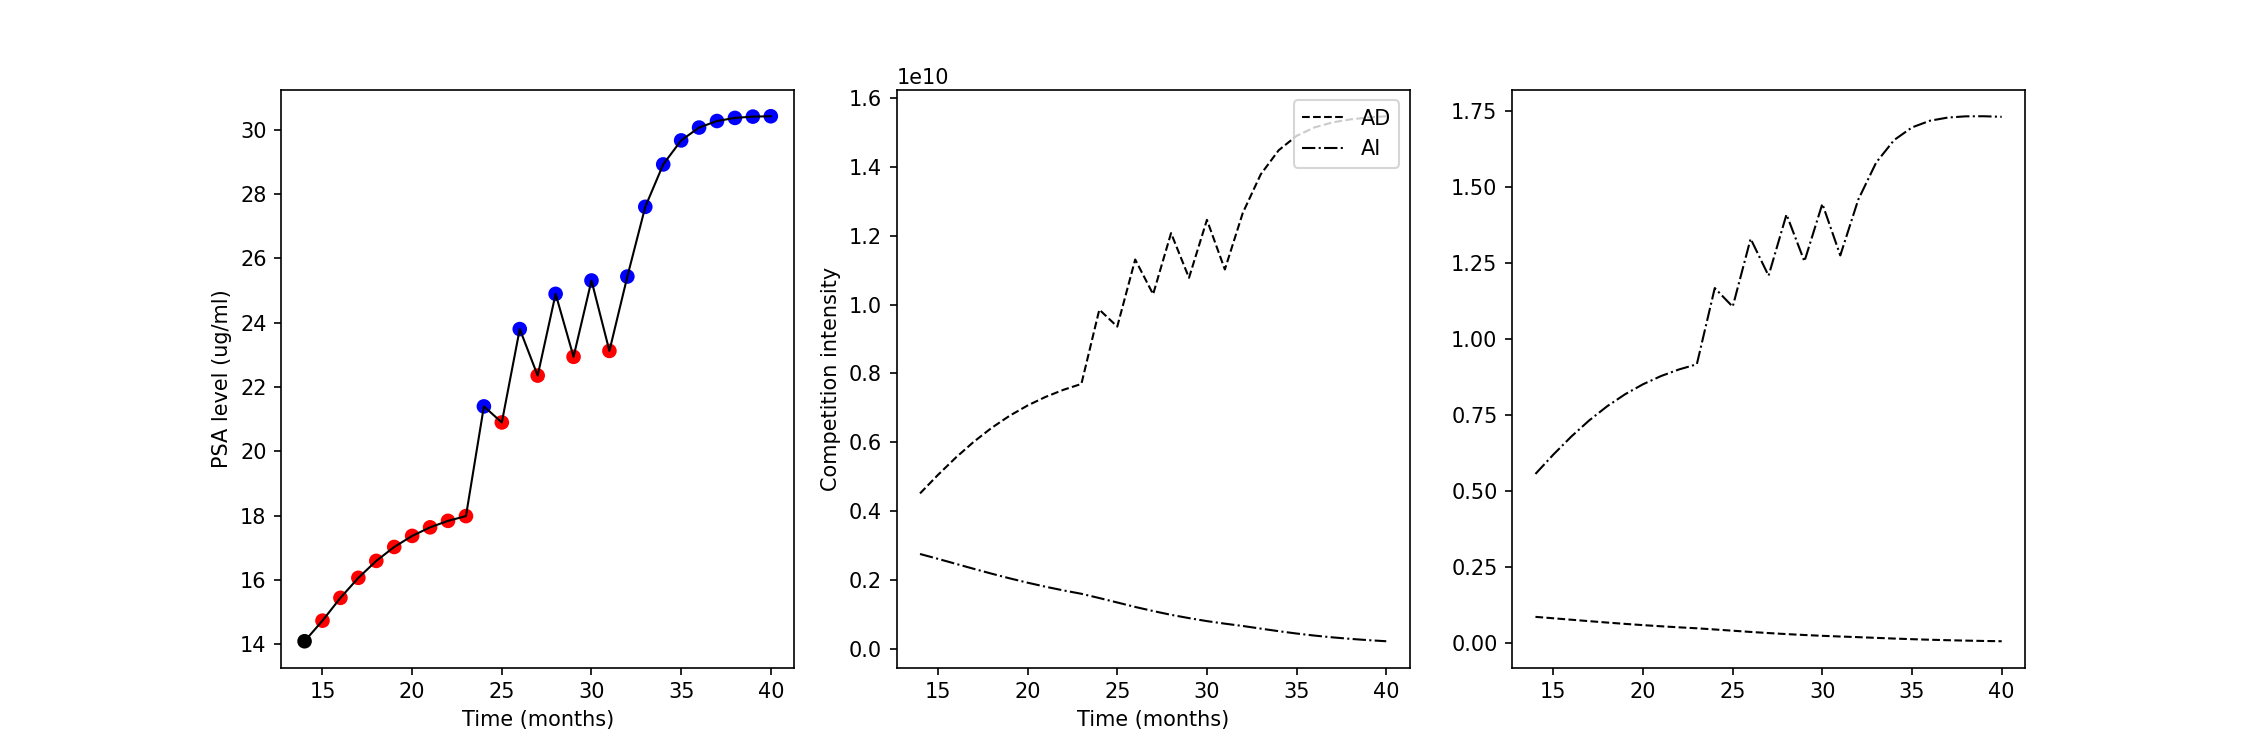 30
28
26
24
22
20
18
16
14
PSA level (ug/ml)
15 20 25 30 35 40
Time (months)
1e10
1.6
1.4
1.2
1.0
0.8
0.6
0.4
0.2
0.0
Competition intensity
AD
AI
15 20 25 30 35 40
Time (months)
1.75
1.50
1.25
1.00
0.75
0.50
0.25
0.00
15 20 25 30 35 40